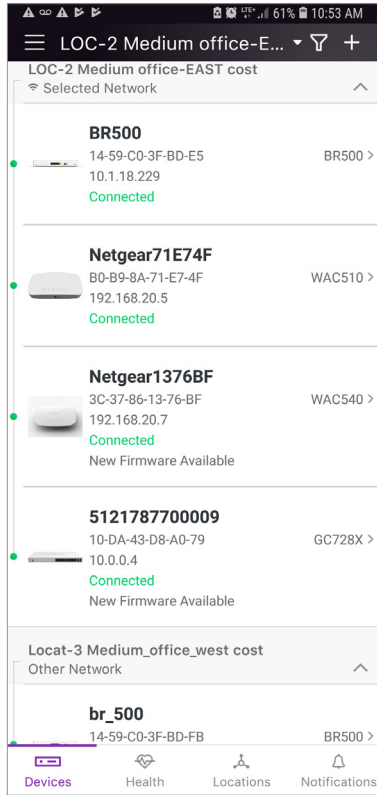 LTE+ 61% 10:53 AM
LOC-2 Medium office-E...
LOC-2 Medium office-EAST cost
Selected Network
BR500
14-59-C0-3F-BD-E5 BR500 >
10.1.18.229
Connected
Netgear71E74F
B0-B9-8A-71-E7-4F WAC510 >
192.168.20.5
Connected
Netgear1376BF
3C-37-86-13-76-BF WAC540 >
192.168.20.7
Connected
New Firmware Available
5121787700009
10-DA-43-D8-A0-79 GC728X >
10.0.0.4
Connected
New Firmware Available
Locat-3 Medium_office_west cost
Other Network
br_500
14-59-C0-3F-BD-FB BR500 >
Devices Health Locations Notifications